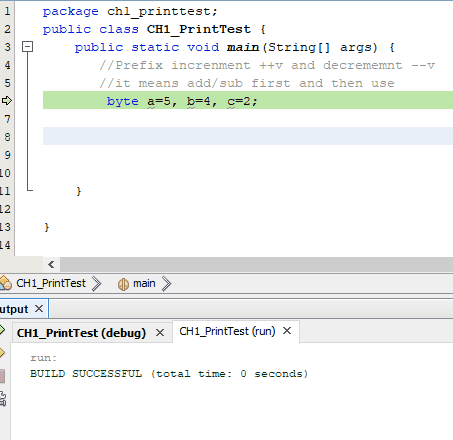 1 package ch1_printtest;
2 public class CH1_PrintTest {
3 public static void main(String[] args) {
4 //Prefix increnment ++v and decrememnt --v
5 //it means add/sub first and then use
byte a=5, b=4, c=2;
7
8
9
10
11 }
12
13 }
14
CH1_PrintTest main
utput ×
CH1_PrintTest (debug) × CH1_PrintTest (run) ×
run:
BUILD SUCCESSFUL (total time: 0 seconds)